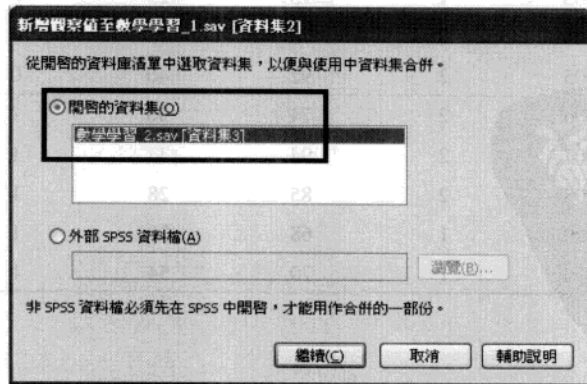 新增觀察值至數學學習_1.sav [資料集2]
從開啓的資料庫清單中選取資料集，以便與使用中資料集合併。
開啓的資料集(O)
數學學習_2.sav [資料集3]
外部 SPSS 資料檔(A)
瀏覽(B)...
非 SPSS 資料檔必須先在 SPSS 中開啓，才能用作合併的一部份。
繼續(C)
取消
輔助說明